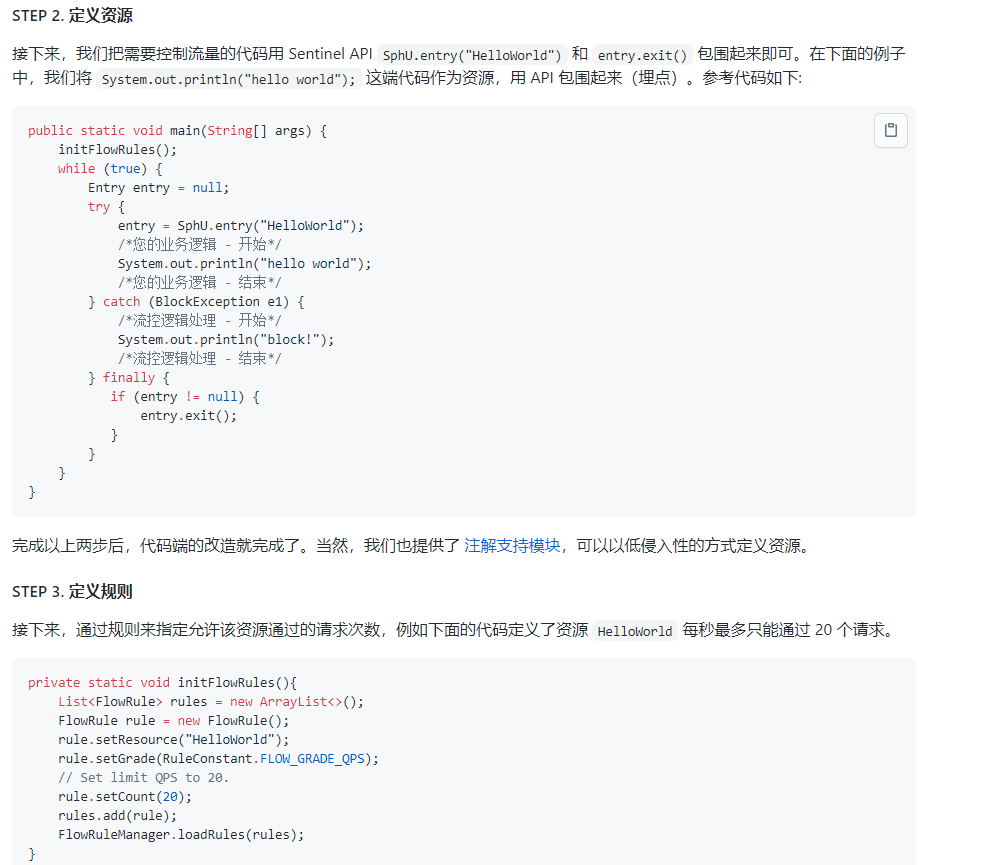 STEP 2. 定义资源
接下来，我们把需要控制流量的代码用 Sentinel API SphU.entry("HelloWorld") 和 entry.exit() 包围起来即可。在下面的例子
中，我们将 System.out.println("hello world"); 这端代码作为资源，用 API 包围起来（埋点）。参考代码如下:
public static void main(String[] args) {
    initFlowRules();
    while (true) {
        Entry entry = null;
        try {
            entry = SphU.entry("HelloWorld");
            /*您的业务逻辑 - 开始*/
            System.out.println("hello world");
            /*您的业务逻辑 - 结束*/
        } catch (BlockException e1) {
            /*流控逻辑处理 - 开始*/
            System.out.println("block!");
            /*流控逻辑处理 - 结束*/
        } finally {
           if (entry != null) {
               entry.exit();
           }
        }
    }
}
完成以上两步后，代码端的改造就完成了。当然，我们也提供了 注解支持模块，可以以低侵入性的方式定义资源。
STEP 3. 定义规则
接下来，通过规则来指定允许该资源通过的请求次数，例如下面的代码定义了资源 HelloWorld 每秒最多只能通过 20 个请求。
private static void initFlowRules(){
    List<FlowRule> rules = new ArrayList<>();
    FlowRule rule = new FlowRule();
    rule.setResource("HelloWorld");
    rule.setGrade(RuleConstant.FLOW_GRADE_QPS);
    // Set limit QPS to 20.
    rule.setCount(20);
    rules.add(rule);
    FlowRuleManager.loadRules(rules);
}